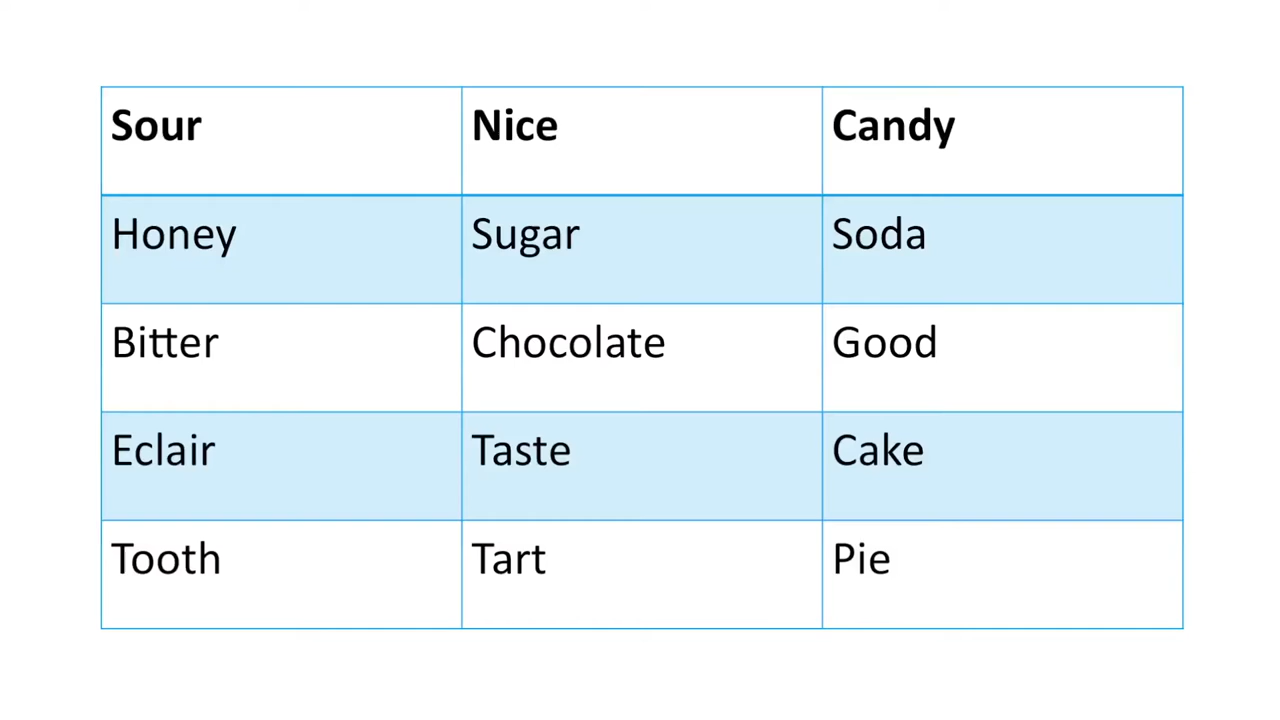 Sour Nice Candy
Honey Sugar Soda
Bitter Chocolate Good
Eclair Taste Cake
Tooth Tart Pie